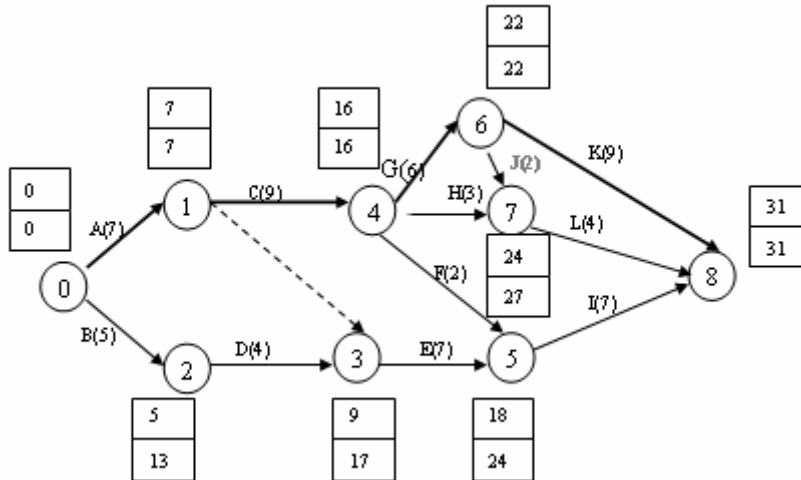 22
22
7
7
16
16
6
0
0
G(6)
J(2)
K(9)
A(7)
1
C(9)
4
H(3)
7
L(4)
31
31
0
24
27
8
F(2)
I(7)
B(5)
2
D(4)
3
E(7)
5
5
13
9
17
18
24